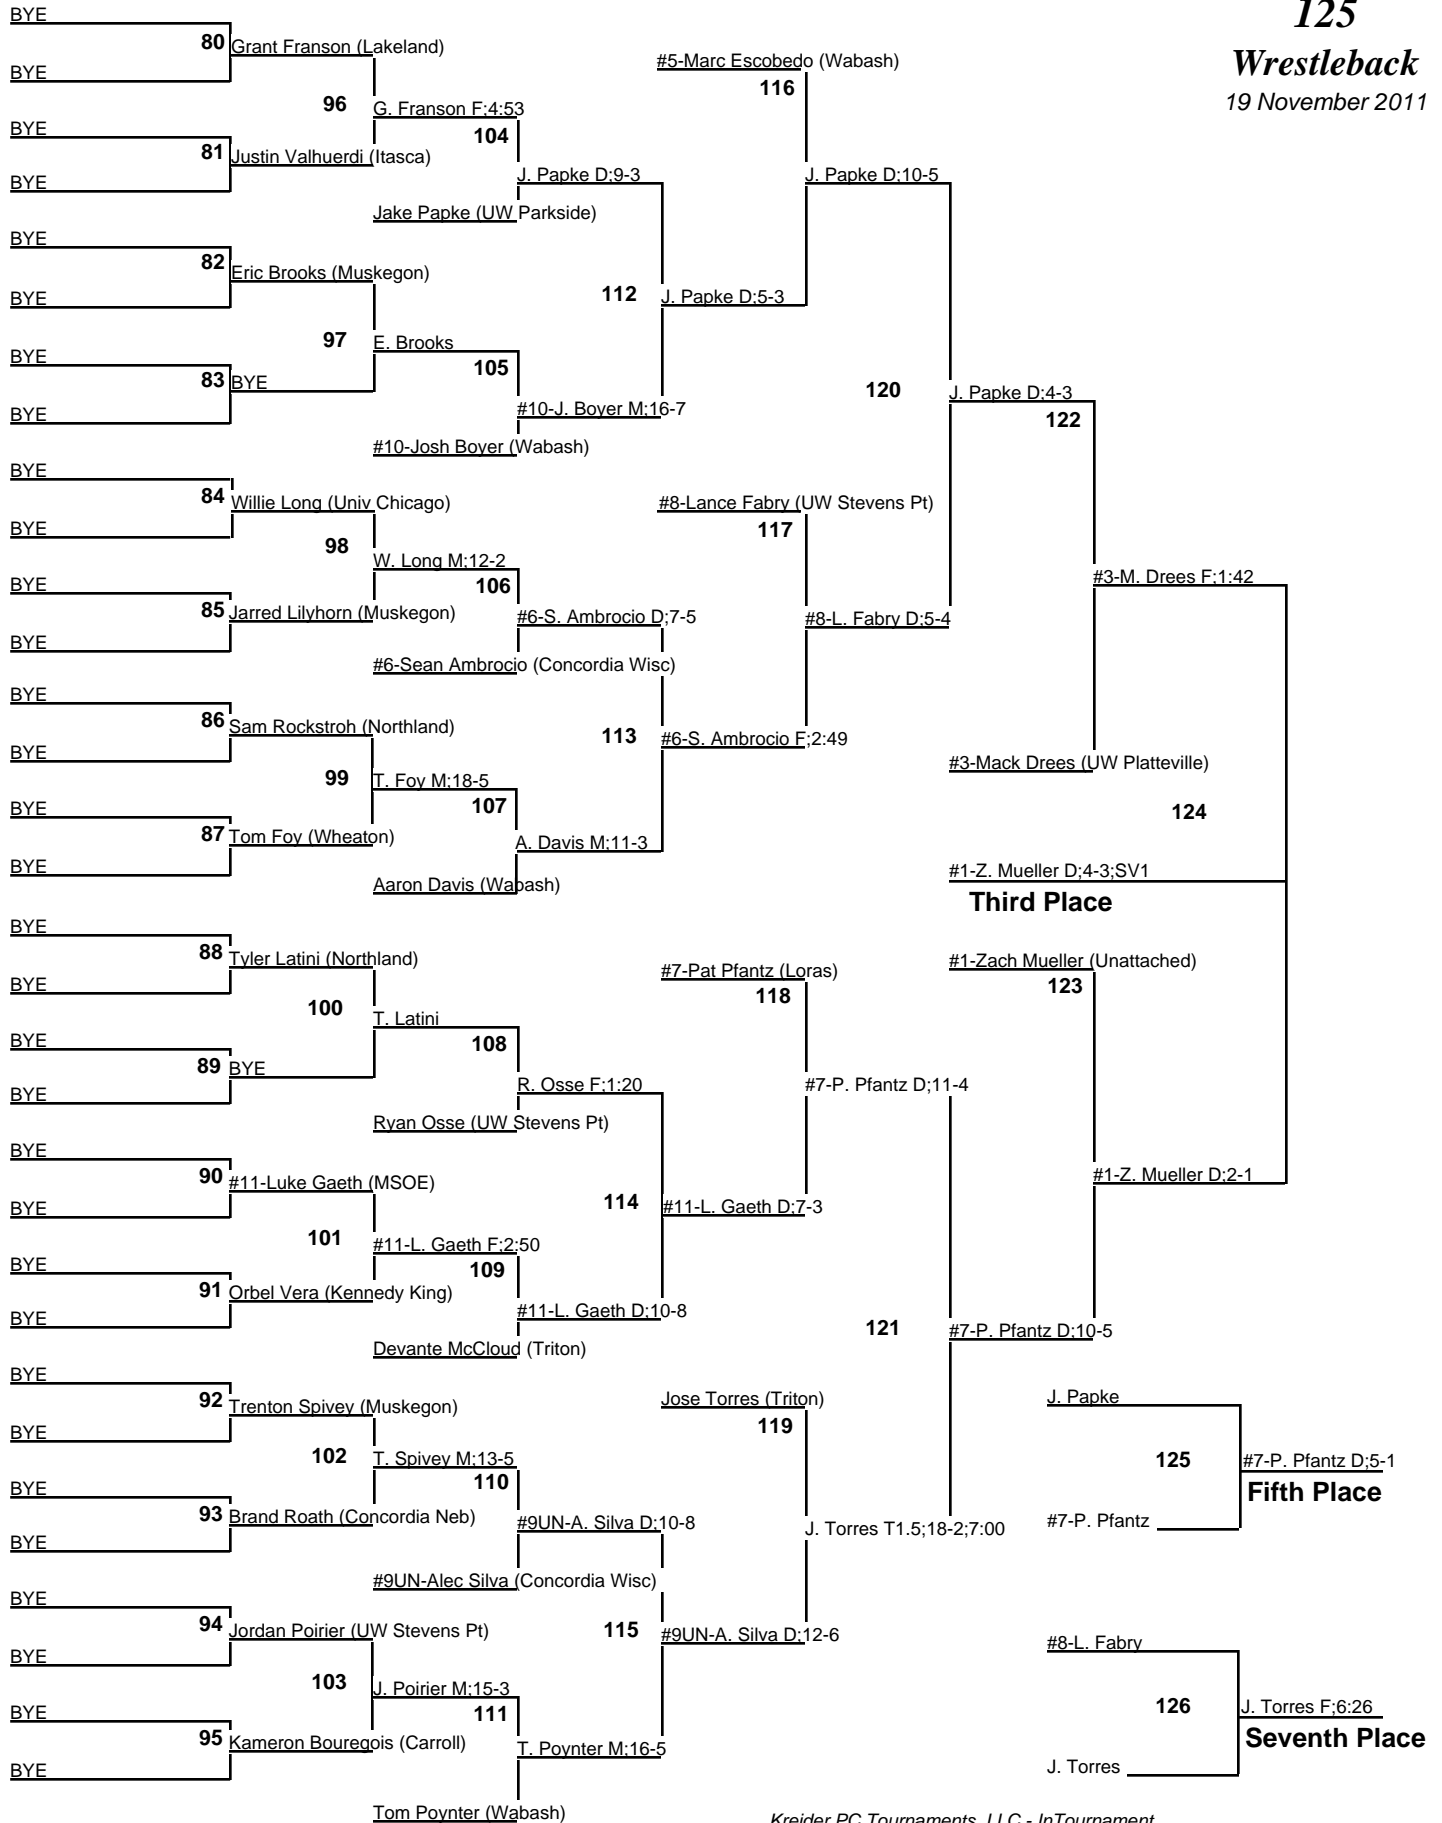 125
Wrestleback
19 November 2011
BYE
80 Grant Franson (Lakeland)
BYE
96 G. Franson F;4:53
BYE
81 Justin Valhuerdi (Itasca)
BYE
104 J. Papke D;9-3
Jake Papke (UW Parkside)
BYE
82 Eric Brooks (Muskegon)
BYE
97 E. Brooks
BYE
83 BYE
BYE
105 #10-J. Boyer M;16-7
#10-Josh Boyer (Wabash)
112 J. Papke D;5-3
#5-Marc Escobedo (Wabash)
116 J. Papke D;10-5
BYE
84 Willie Long (Univ Chicago)
BYE
98 W. Long M;12-2
BYE
85 Jarred Lilyhorn (Muskegon)
BYE
106 #6-S. Ambrocio D;7-5
#6-Sean Ambrocio (Concordia Wisc)
BYE
86 Sam Rockstroh (Northland)
BYE
99 T. Foy M;18-5
BYE
87 Tom Foy (Wheaton)
BYE
107 A. Davis M;11-3
Aaron Davis (Wabash)
113 #6-S. Ambrocio F;2:49
#8-Lance Fabry (UW Stevens Pt)
117 #8-L. Fabry D;5-4
120 J. Papke D;4-3
122 #3-M. Drees F;1:42
#3-Mack Drees (UW Platteville)
124
#1-Z. Mueller D;4-3;SV1
Third Place
BYE
88 Tyler Latini (Northland)
BYE
100 T. Latini
BYE
89 BYE
BYE
108 R. Osse F;1:20
Ryan Osse (UW Stevens Pt)
BYE
90 #11-Luke Gaeth (MSOE)
BYE
101 #11-L. Gaeth F;2:50
BYE
91 Orbel Vera (Kennedy King)
BYE
109 #11-L. Gaeth D;10-8
Devante McCloud (Triton)
114 #11-L. Gaeth D;7-3
#7-Pat Pfantz (Loras)
118 #7-P. Pfantz D;11-4
#1-Zach Mueller (Unattached)
123 #1-Z. Mueller D;2-1
121 #7-P. Pfantz D;10-5
BYE
92 Trenton Spivey (Muskegon)
BYE
102 T. Spivey M;13-5
BYE
93 Brand Roath (Concordia Neb)
BYE
110 #9UN-A. Silva D;10-8
#9UN-Alec Silva (Concordia Wisc)
BYE
94 Jordan Poirier (UW Stevens Pt)
BYE
103 J. Poirier M;15-3
BYE
95 Kameron Bouregois (Carroll)
BYE
111 T. Poynter M;16-5
Tom Poynter (Wabash)
115 #9UN-A. Silva D;12-6
Jose Torres (Triton)
119 J. Torres T1.5;18-2;7:00
J. Papke
125 #7-P. Pfantz D;5-1
Fifth Place
#7-P. Pfantz
#8-L. Fabry
126 J. Torres F;6:26
Seventh Place
J. Torres
Kreider PC Tournaments, LLC - InTournament